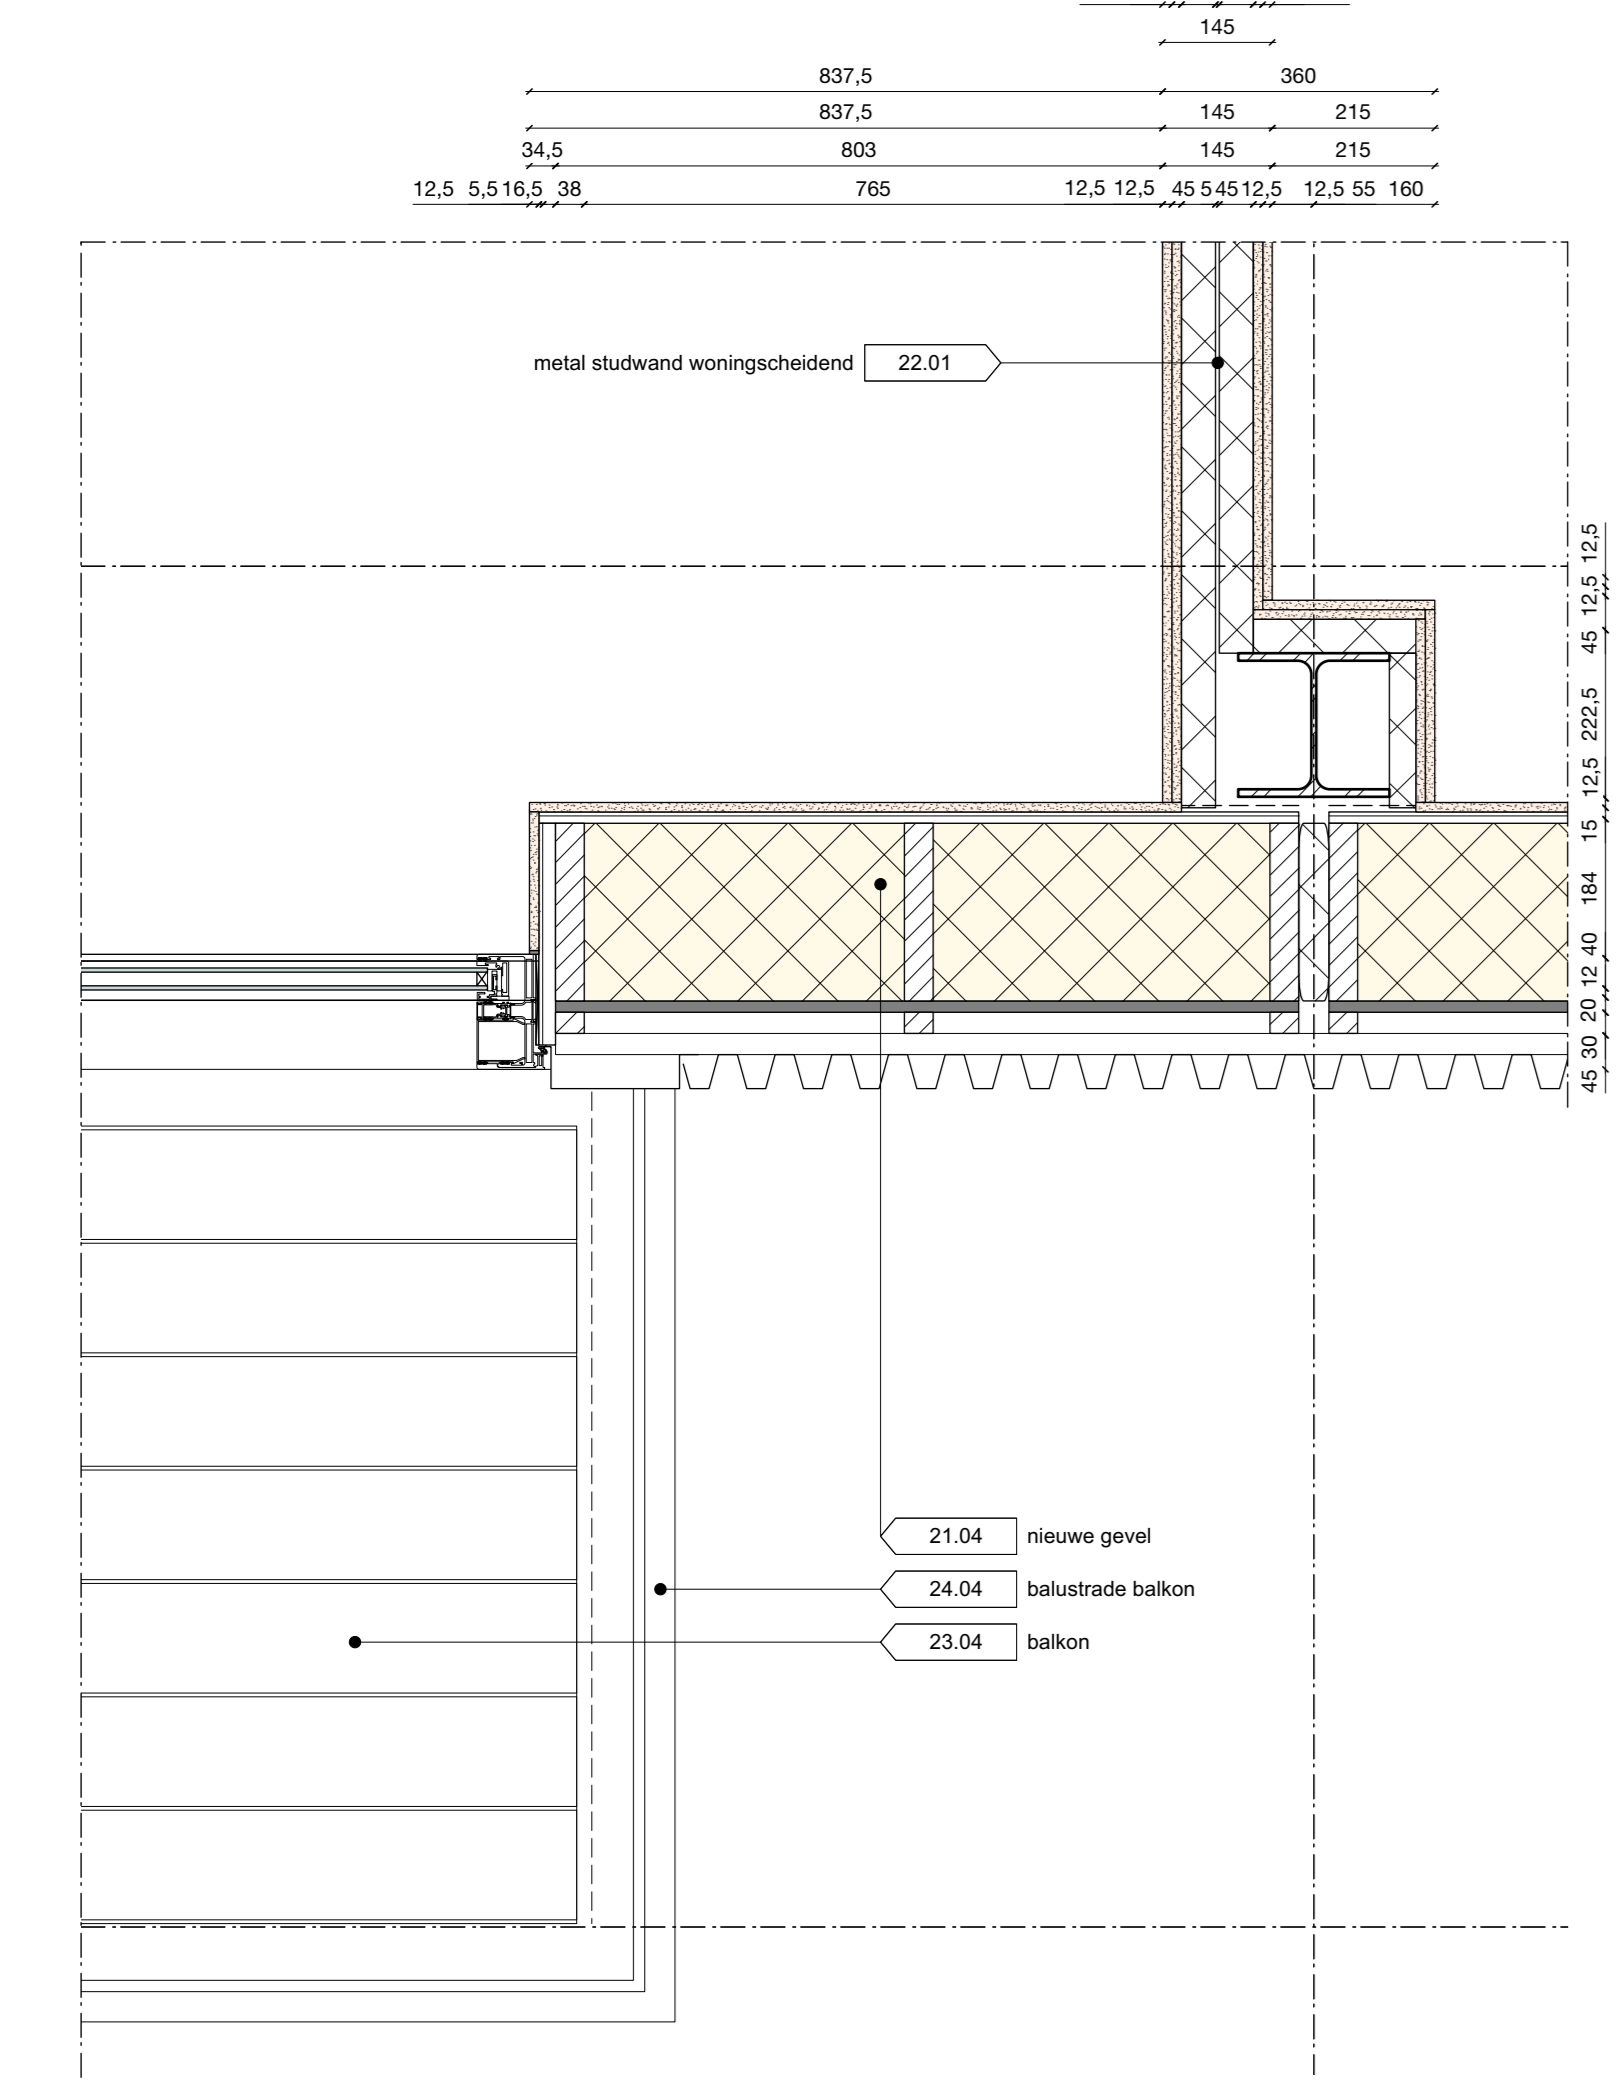 145
837,5 360
837,5 145 215
34,5 803 145 215
12,5 5,5 16,5 38 765 12,5 12,5 45 5 45 12,5 12,5 55 160
metal studwand woningscheidend 22.01
12,5
12,5
45
222,5
12,5
15
184
40
12
20
30
45
21.04 nieuwe gevel
24.04 balustrade balkon
23.04 balkon